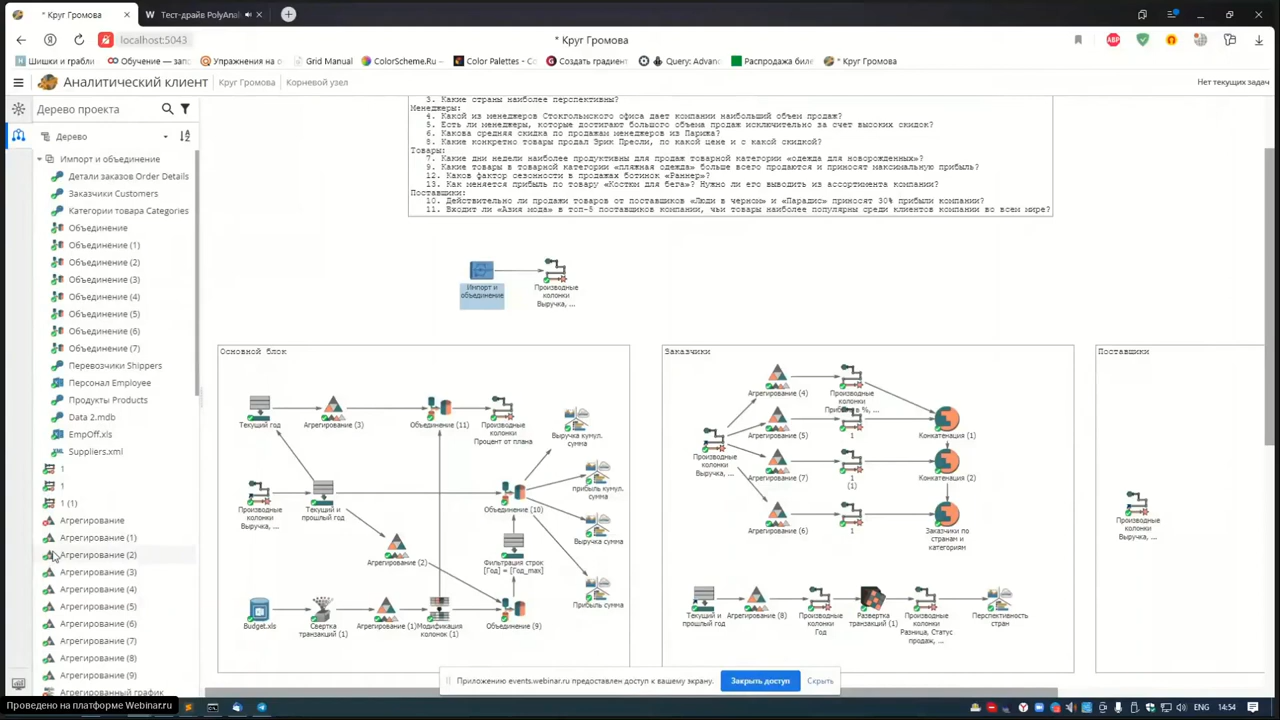 * Круг Громова
Тест-драйв PolyAnal
localhost:5043
* Круг Громова
Шишки и грабли
Обучение — зап
Упражнения на
Grid Manual
ColorScheme.Ru –
Color Palettes - Co
Создать градиент
Query: Advanc
Распродажа биле
* Круг Громова
Аналитический клиент
Круг Громова
Корневой узел
Нет текущих задач
Дерево проекта
Дерево
Импорт и объединение
Детали заказов Order Details
Заказчики Customers
Категории товара Categories
Объединение
Объединение (1)
Объединение (2)
Объединение (3)
Объединение (4)
Объединение (5)
Объединение (6)
Объединение (7)
Перевозчики Shippers
Персонал Employee
Продукты Products
Data 2.mdb
EmpOff.xls
Suppliers.xml
1
1
1 (1)
Агрегирование
Агрегирование (1)
Агрегирование (2)
Агрегирование (3)
Агрегирование (4)
Агрегирование (5)
Агрегирование (6)
Агрегирование (7)
Агрегирование (8)
Агрегирование (9)
Агрегированный график
3. Какие страны наиболее перспективны?
Менеджеры:
4. Какой из менеджеров Стокгольмского офиса дает компании наибольший объем продаж?
5. Есть ли менеджеры, которые достигают большого объема продаж исключительно за счет высоких скидок?
6. Какова средняя скидка по продажам менеджеров из Парижа?
8. Какие конкретно товары продал Эрик Пресли, по какой цене и с какой скидкой?
Товары:
7. Какие дни недели наиболее продуктивны для продаж товарной категории «одежда для новорожденных»?
9. Какие товары в товарной категории «пляжная одежда» больше всего продаются и приносят максимальную прибыль?
12. Каков фактор сезонности в продажах ботинок «Раннер»?
13. Как меняется прибыль по товару «Костюм для бега»? Нужно ли его выводить из ассортимента компании?
Поставщики:
10. Действительно ли продажи товаров от поставщиков «Люди в черном» и «Парадис» приносят 30% прибыли компании?
11. Входит ли «Азия мода» в топ-5 поставщиков компании, чьи товары наиболее популярны среди клиентов компании во всем мире?
Импорт и
объединение
Производные
колонки
Выручка, ...
Основной блок
Текущий год
Агрегирование (3)
Объединение (11)
Производные
колонки
Процент от плана
Выручка кумул.
сумма
прибыль кумул.
сумма
Производные
колонки
Выручка, ...
Текущий и
прошлый год
Объединение (10)
Выручка сумма
Агрегирование (2)
Фильтрация строк
[Год] = [Год_max]
Прибыль сумма
Budget.xls
Свертка
транзакций (1)
Агрегирование (1)
Модификация
колонок (1)
Объединение (9)
Заказчики
Агрегирование (4)
Производные
колонки
Прибыль в %, ...
Агрегирование (5)
1
Конкатенация (1)
Производные
колонки
Выручка, ...
Агрегирование (7)
1
(1)
Конкатенация (2)
Агрегирование (6)
1
Заказчики по
странам и
категориям
Текущий и
прошлый год
Агрегирование (8)
Производные
колонки
Год
Развертка
транзакций (1)
Производные
колонки
Разница, Статус
продаж,
...
Перспективность
стран
Поставщики
Производные
колонки
Выручка, ...
Приложению events.webinar.ru предоставлен доступ к вашему экрану.
Закрыть доступ
Скрыть
Проведено на платформе Webinar.ru
РУС
14:54